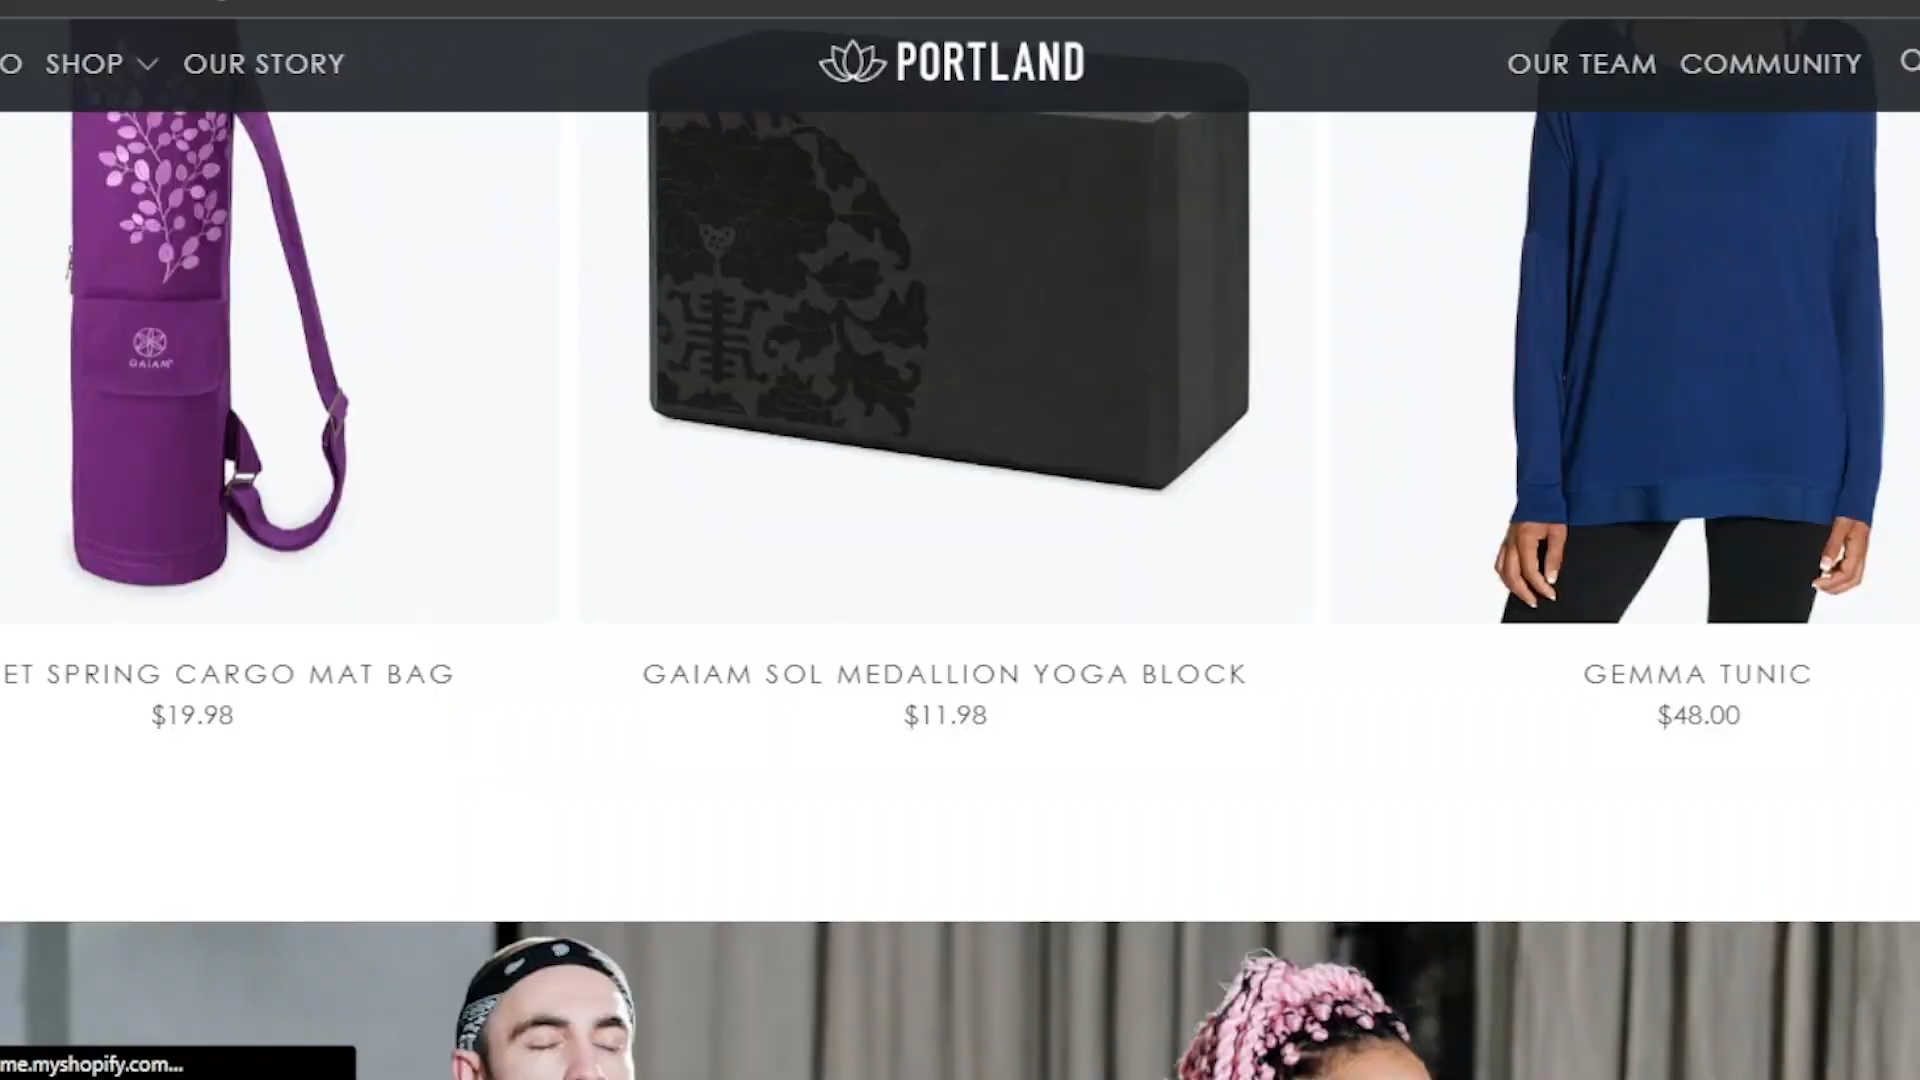 O SHOP OUR STORY PORTLAND OUR TEAM COMMUNITY
GAIAM
ET SPRING CARGO MAT BAG
$19.98
GAIAM SOL MEDALLION YOGA BLOCK
$11.98
GEMMA TUNIC
$48.00
me.myshopify.com...